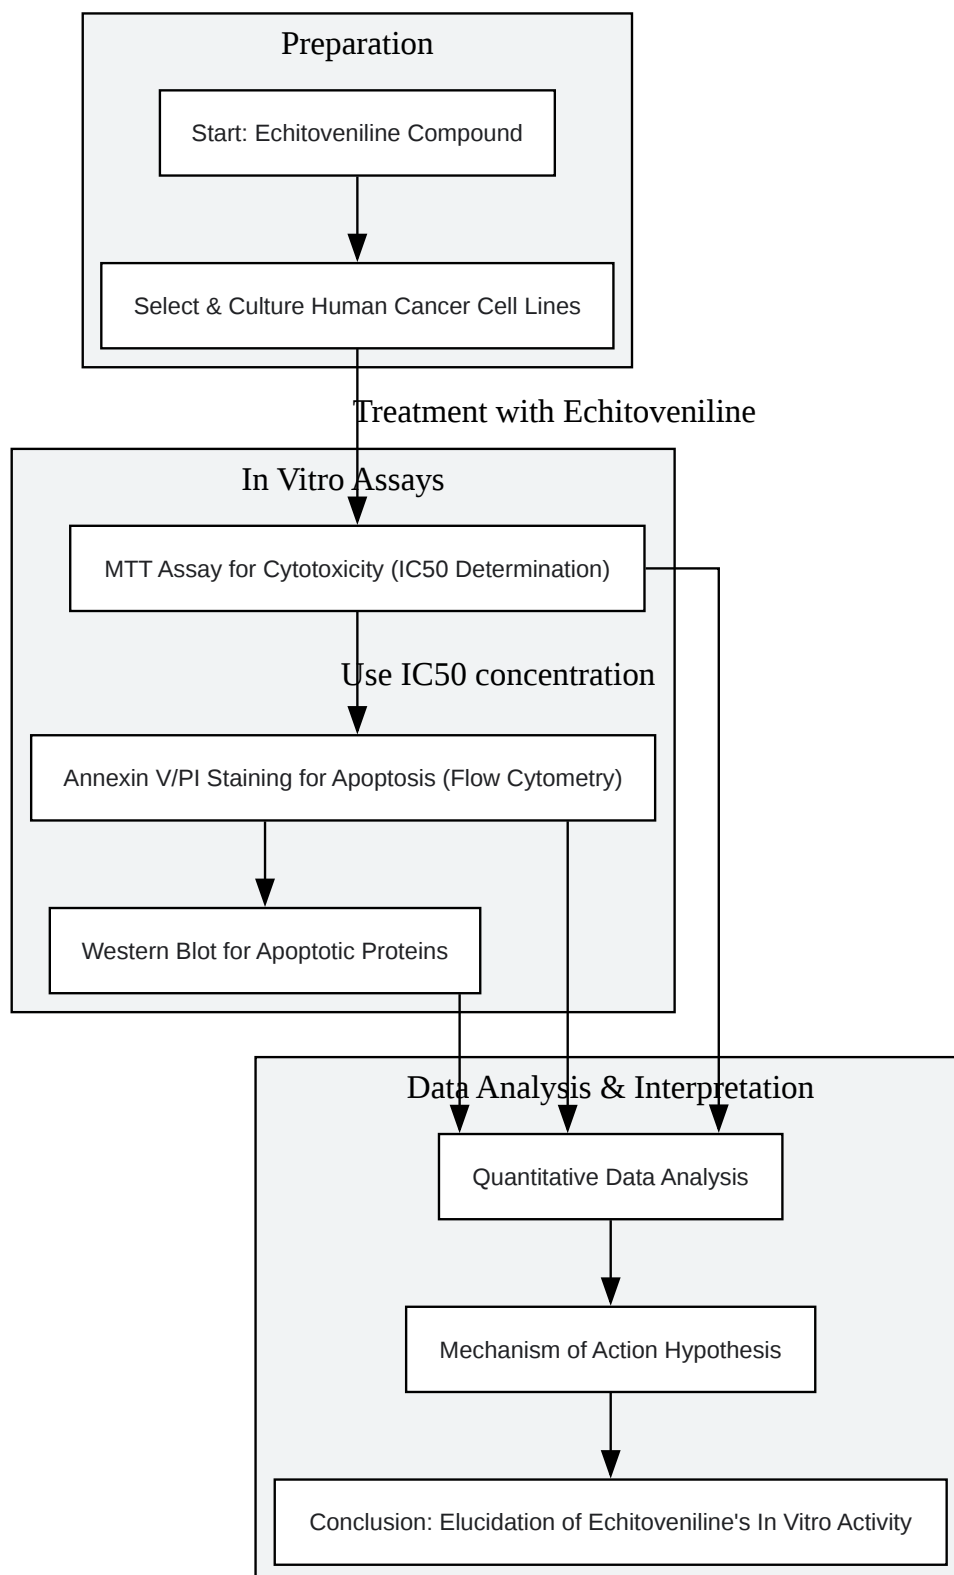 Preparation
Start: Echitoveniline Compound
Select & Culture Human Cancer Cell Lines
Treatment with Echitoveniline
In Vitro Assays
MTT Assay for Cytotoxicity (IC50 Determination)
Use IC50 concentration
Annexin V/PI Staining for Apoptosis (Flow Cytometry)
Western Blot for Apoptotic Proteins
Data Analysis & Interpretation
Quantitative Data Analysis
Mechanism of Action Hypothesis
Conclusion: Elucidation of Echitoveniline's In Vitro Activity